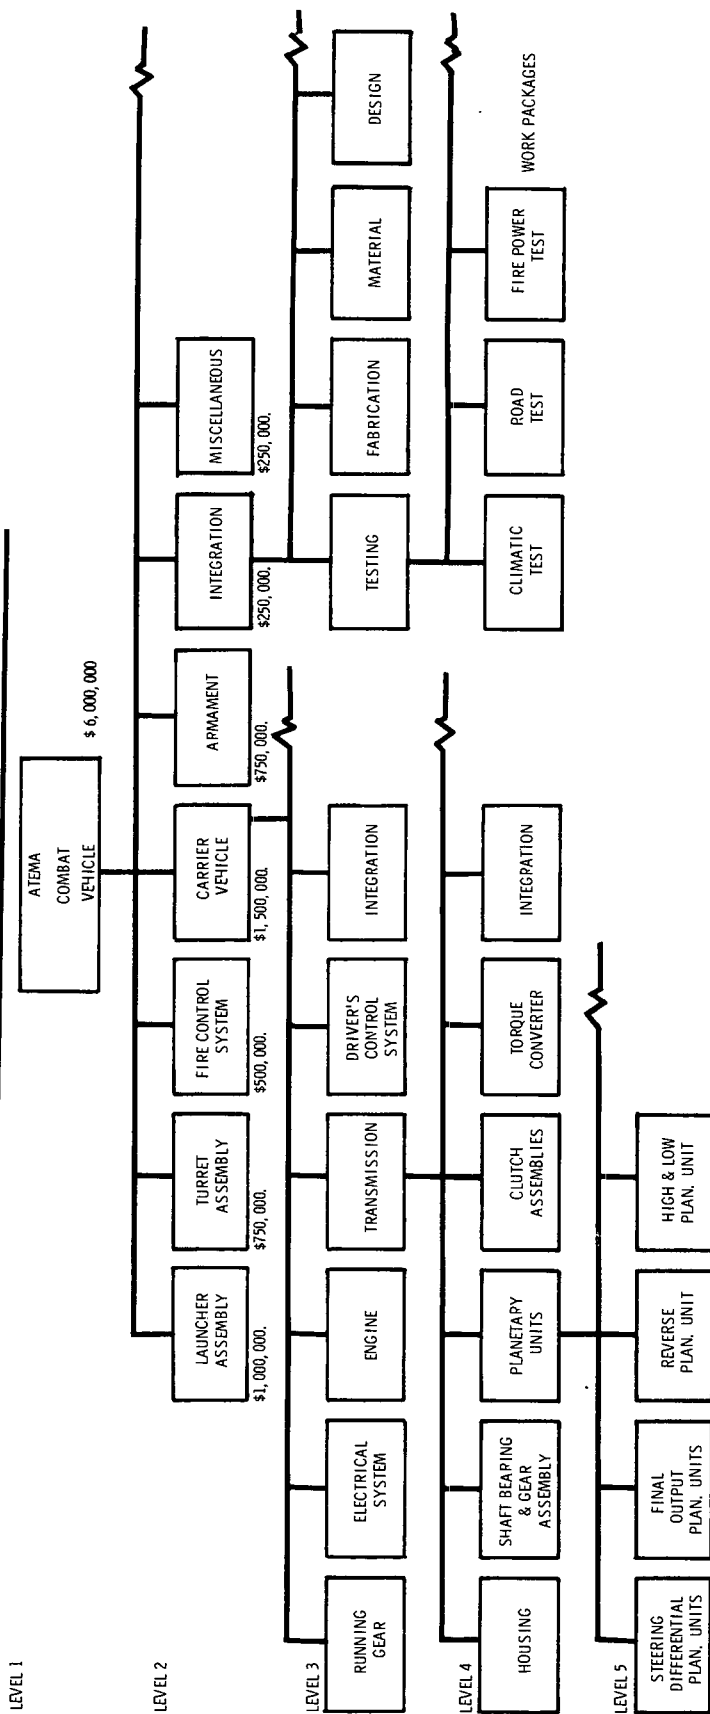 LEVEL 1
ATEMA
COMBAT
VEHICLE
$ 6,000,000
LEVEL 2
LAUNCHER
ASSEMBLY
$1,000,000.
TURRET
ASSEMBLY
$750,000.
FIRE CONTROL
SYSTEM
$500,000.
CARRIER
VEHICLE
$1,500,000.
ARMAMENT
$750,000.
INTEGRATION
$250,000.
MISCELLANEOUS
$250,000.
LEVEL 3
RUNNING
GEAR
ELECTRICAL
SYSTEM
ENGINE
TRANSMISSION
DRIVER'S
CONTROL
SYSTEM
INTEGRATION
TESTING
FABRICATION
MATERIAL
DESIGN
LEVEL 4
HOUSING
SHAFT BEARING
& GEAR
ASSEMBLY
PLANETARY
UNITS
CLUTCH
ASSEMBLIES
TORQUE
CONVERTER
INTEGRATION
CLIMATIC
TEST
ROAD
TEST
FIRE POWER
TEST
WORK PACKAGES
LEVEL 5
STEERING
DIFFERENTIAL
PLAN. UNITS
FINAL
OUTPUT
PLAN. UNITS
REVERSE
PLAN. UNIT
HIGH & LOW
PLAN. UNIT